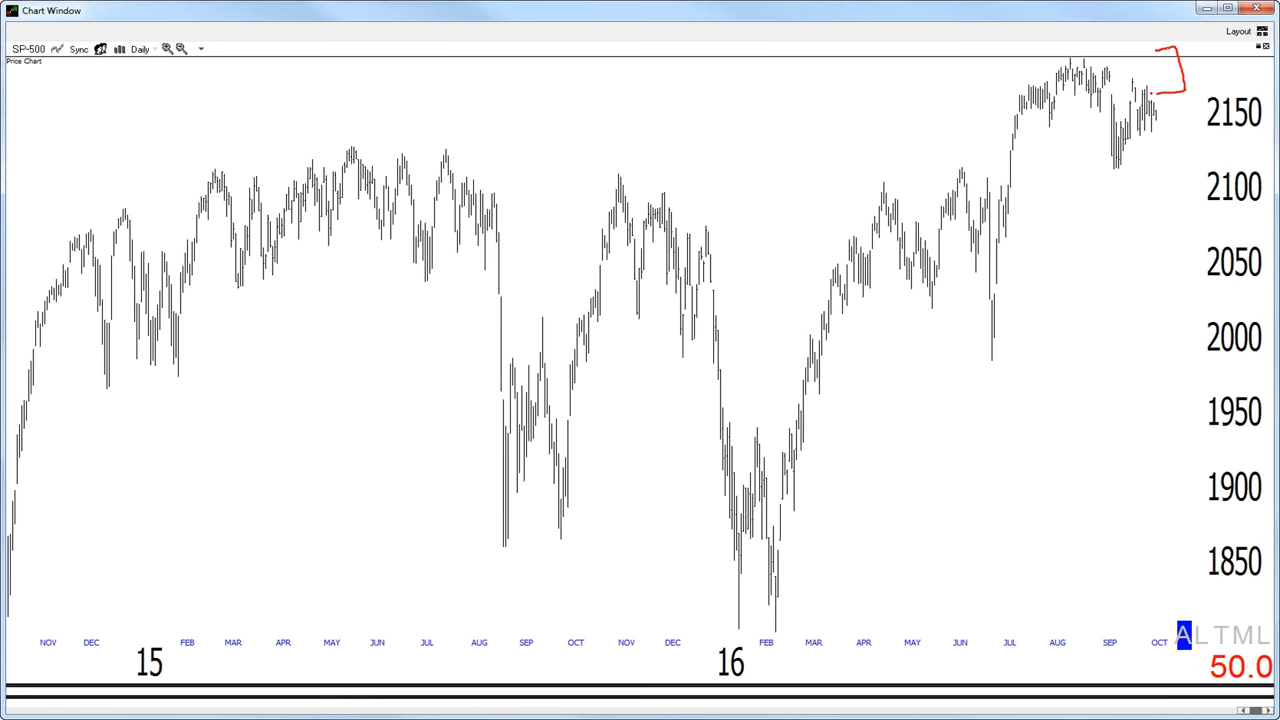 Chart Window
Layout
SP-500 Sync Daily
Price Chart
2150
2100
2050
2000
1950
1900
1850
NOV DEC FEB MAR APR MAY JUN JUL AUG SEP OCT NOV DEC FEB MAR APR MAY JUN JUL AUG SEP OCT
A L T M L
15 16
50.0